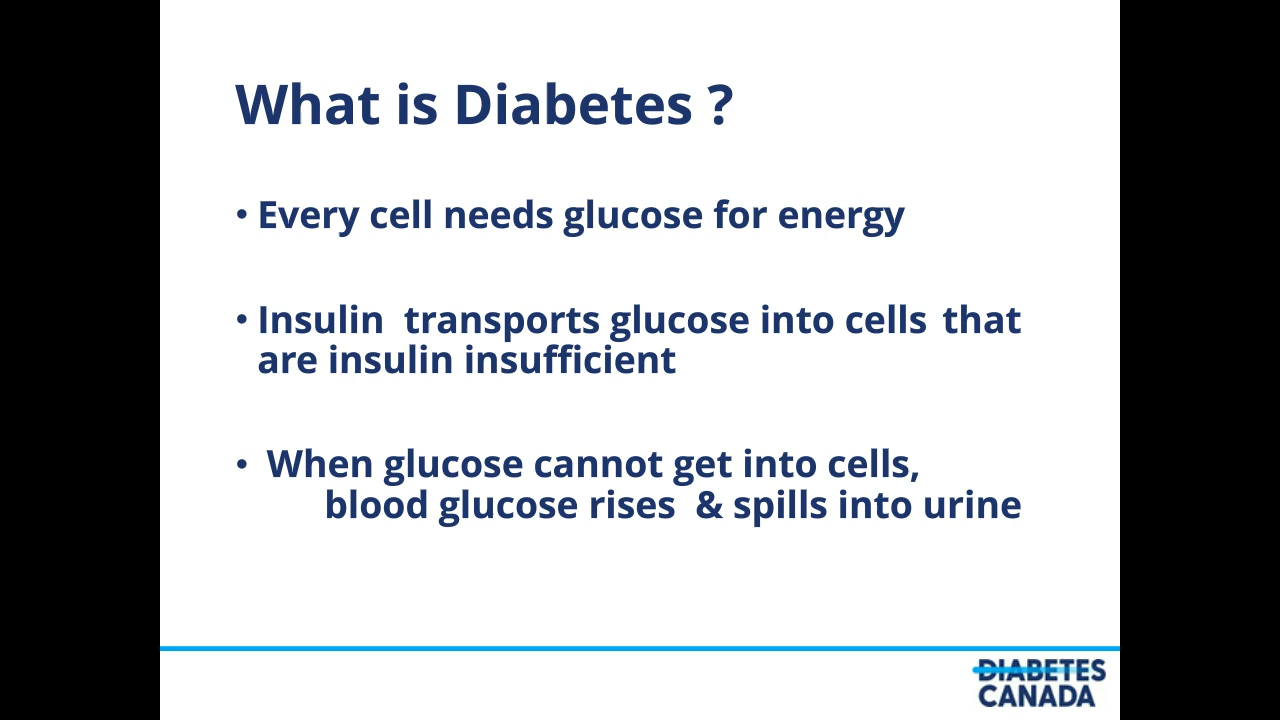 What is Diabetes ?
• Every cell needs glucose for energy
• Insulin transports glucose into cells that
are insulin insufficient
• When glucose cannot get into cells,
blood glucose rises & spills into urine
DIABETES
CANADA